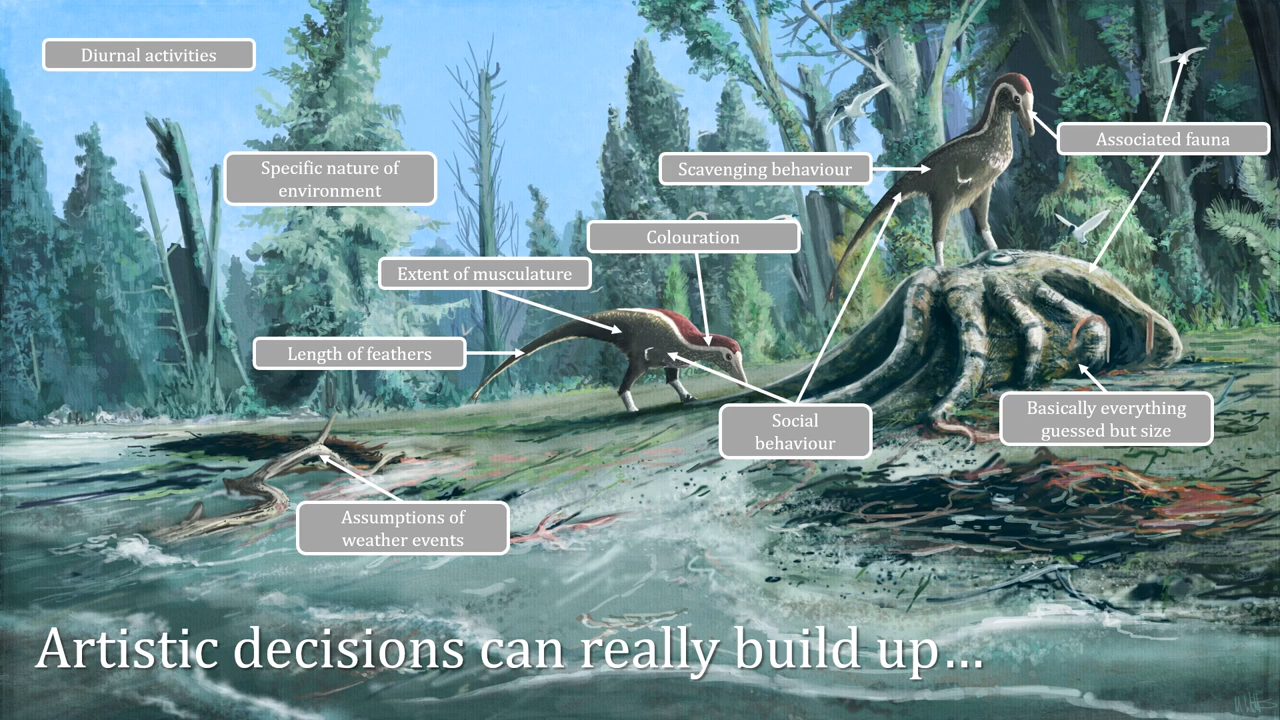 Diurnal activities
Specific nature of
environment
Scavenging behaviour
Associated fauna
Colouration
Extent of musculature
Length of feathers
Social
behaviour
Basically everything
guessed but size
Assumptions of
weather events
Artistic decisions can really build up…